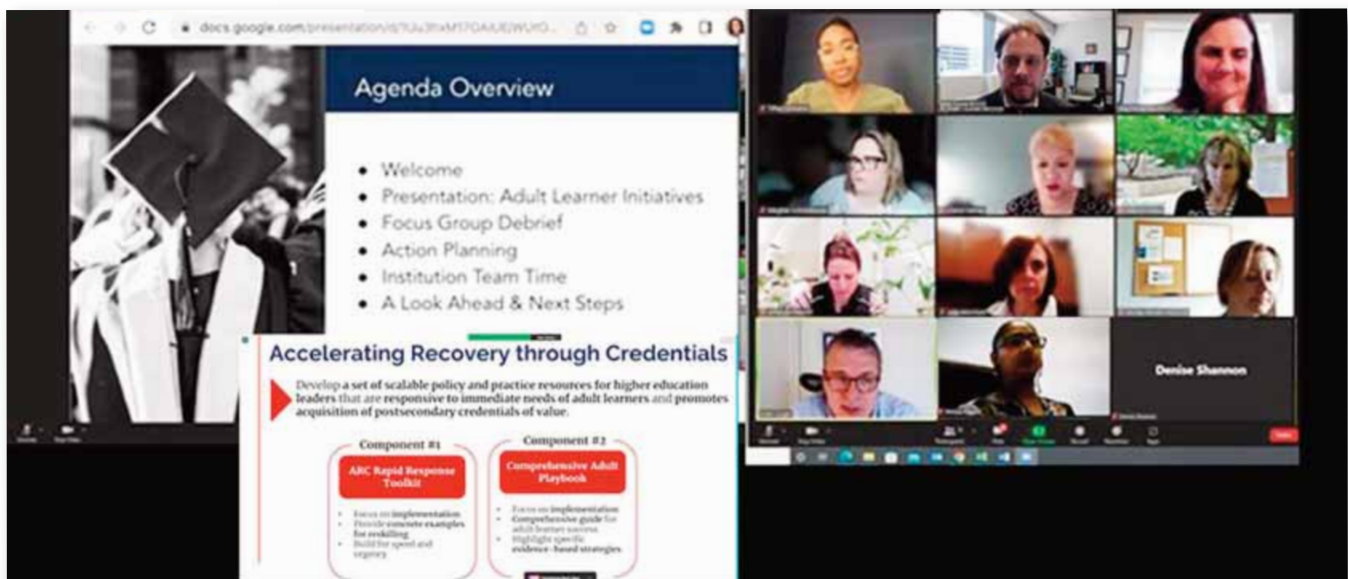 docs.google.com/presentation/d/
Agenda Overview
• Welcome
• Presentation: Adult Learner Initiatives
• Focus Group Debrief
• Action Planning
• Institution Team Time
• A Look Ahead & Next Steps
Accelerating Recovery through Credentials
Develop a set of scalable policy and practice resources for higher education
leaders that are responsive to immediate needs of adult learners and promotes
acquisition of postsecondary credentials of value.
Component #1
ARC Rapid Response
Toolkit
• Focus on implementation
• Provide concrete examples
for reskilling
• Build for speed and
urgency
Component #2
Comprehensive Adult
Playbook
• Focus on implementation
• Comprehensive guide for
adult learner success
• Highlight specific
evidence-based strategies
Denise Shannon